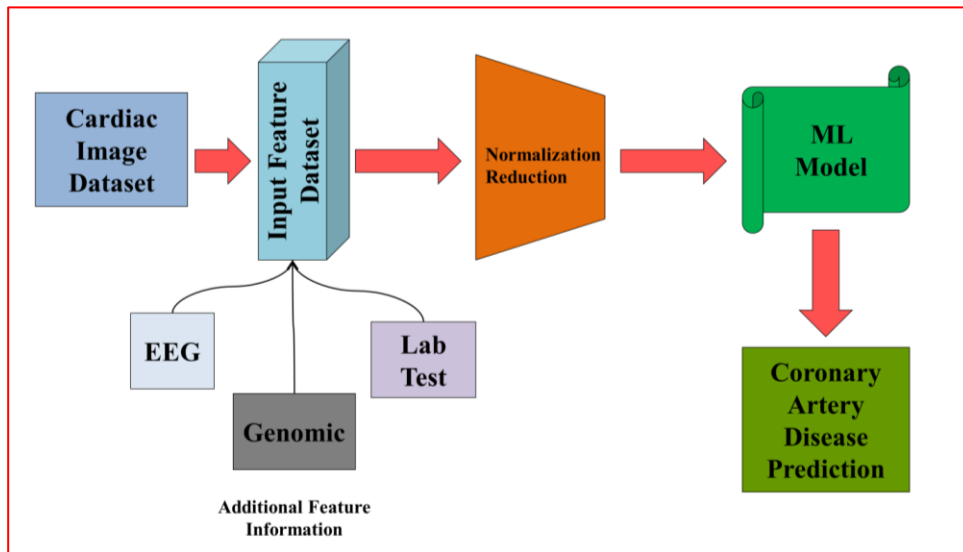 Cardiac
Image
Dataset
Input Feature
Dataset
Normalization
Reduction
ML
Model
EEG
Lab
Test
Genomic
Coronary
Artery
Disease
Prediction
Additional Feature
Information